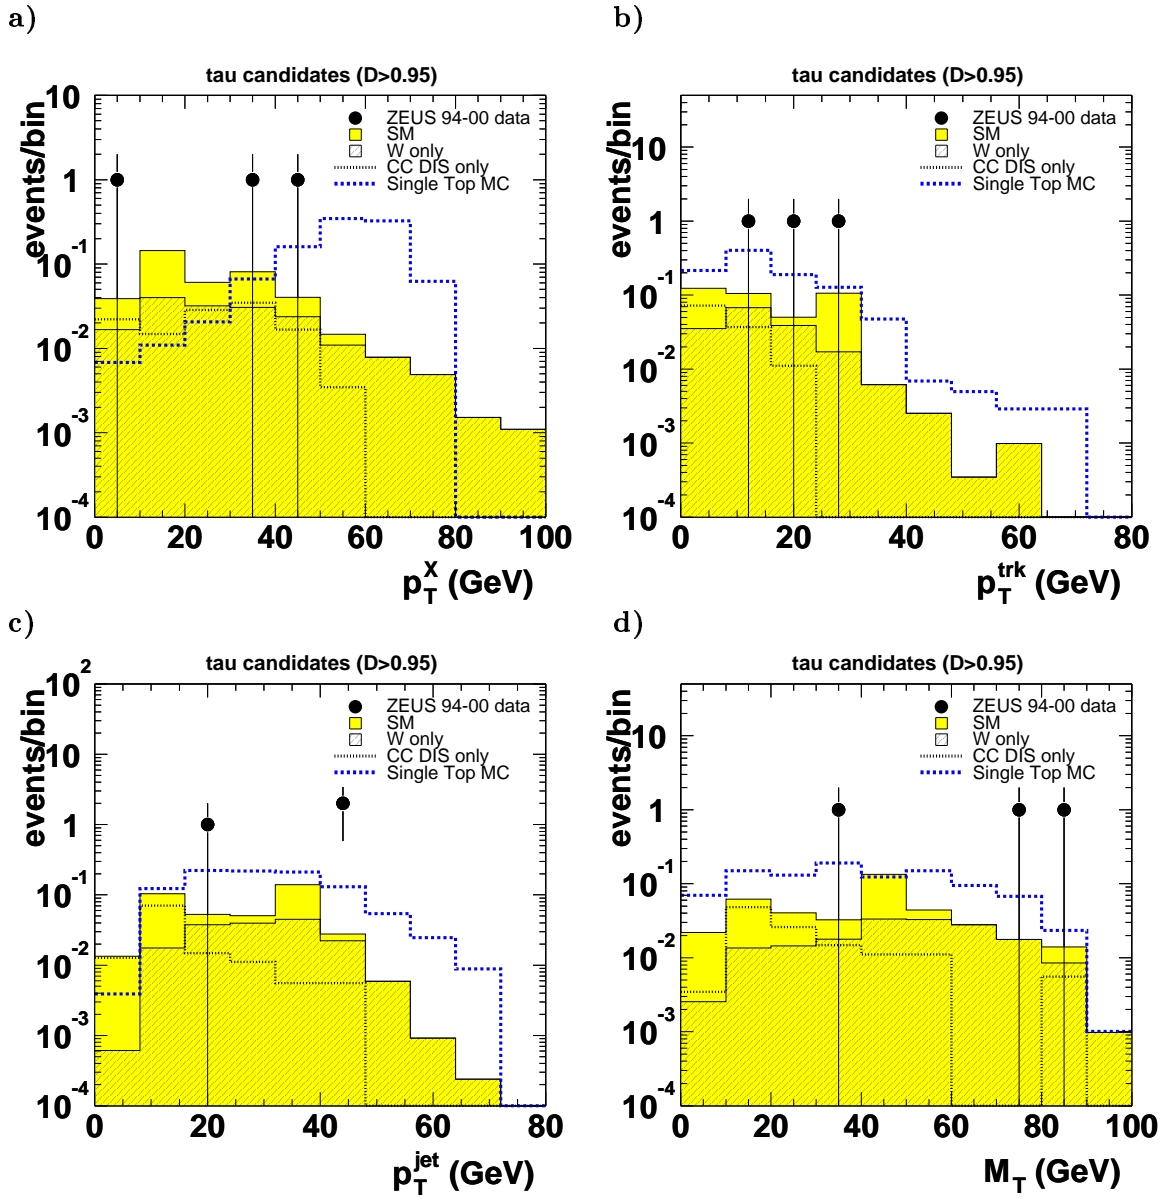 a)
tau candidates (D>0.95)
events/bin
10
1
10^-1
10^-2
10^-3
10^-4
ZEUS 94-00 data
SM
W only
CC DIS only
Single Top MC
0 20 40 60 80 100
p_T^X (GeV)
b)
tau candidates (D>0.95)
events/bin
10
1
10^-1
10^-2
10^-3
10^-4
ZEUS 94-00 data
SM
W only
CC DIS only
Single Top MC
0 20 40 60 80
p_T^trk (GeV)
c)
tau candidates (D>0.95)
events/bin
10^2
10
1
10^-1
10^-2
10^-3
10^-4
ZEUS 94-00 data
SM
W only
CC DIS only
Single Top MC
0 20 40 60 80
p_T^jet (GeV)
d)
tau candidates (D>0.95)
events/bin
10
1
10^-1
10^-2
10^-3
10^-4
ZEUS 94-00 data
SM
W only
CC DIS only
Single Top MC
0 20 40 60 80 100
M_T (GeV)